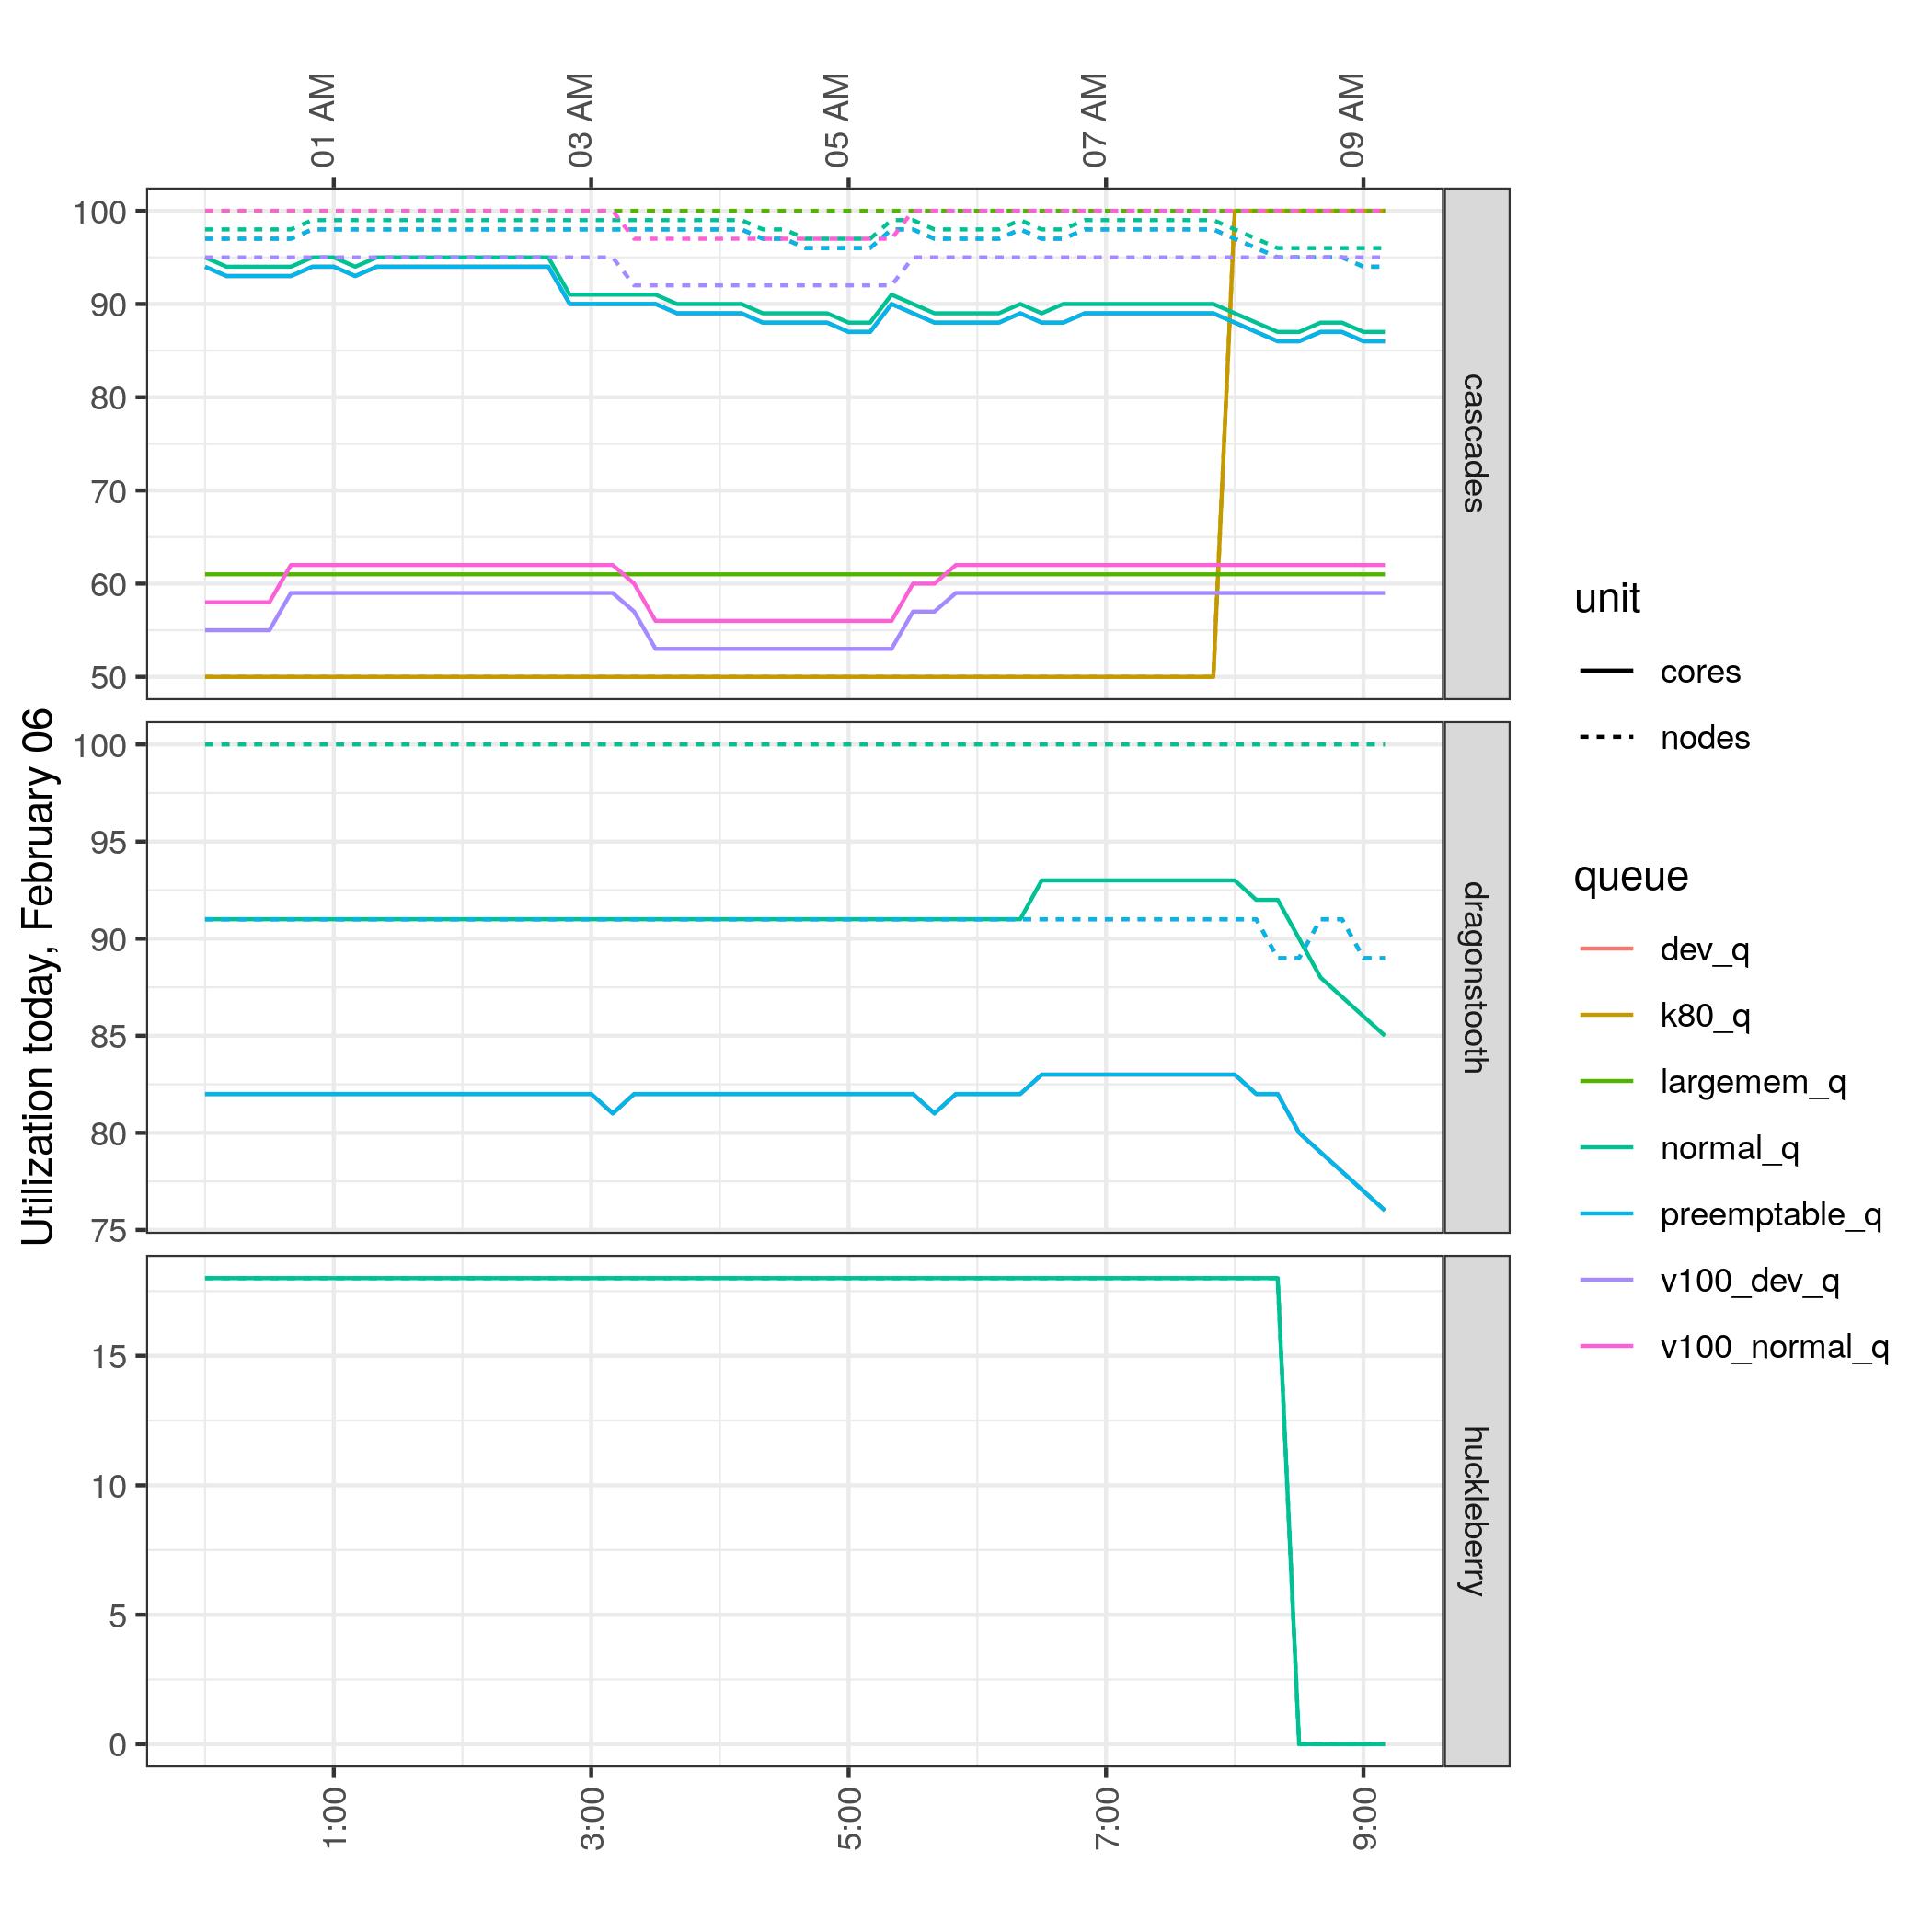 01 AM
03 AM
05 AM
07 AM
09 AM
100
90
80
70
60
50
cascades
100
95
90
85
80
75
dragonstooth
15
10
5
0
huckleberry
1:00
3:00
5:00
7:00
9:00
Utilization today, February 06
unit
cores
nodes
queue
dev_q
k80_q
largemem_q
normal_q
preemptable_q
v100_dev_q
v100_normal_q